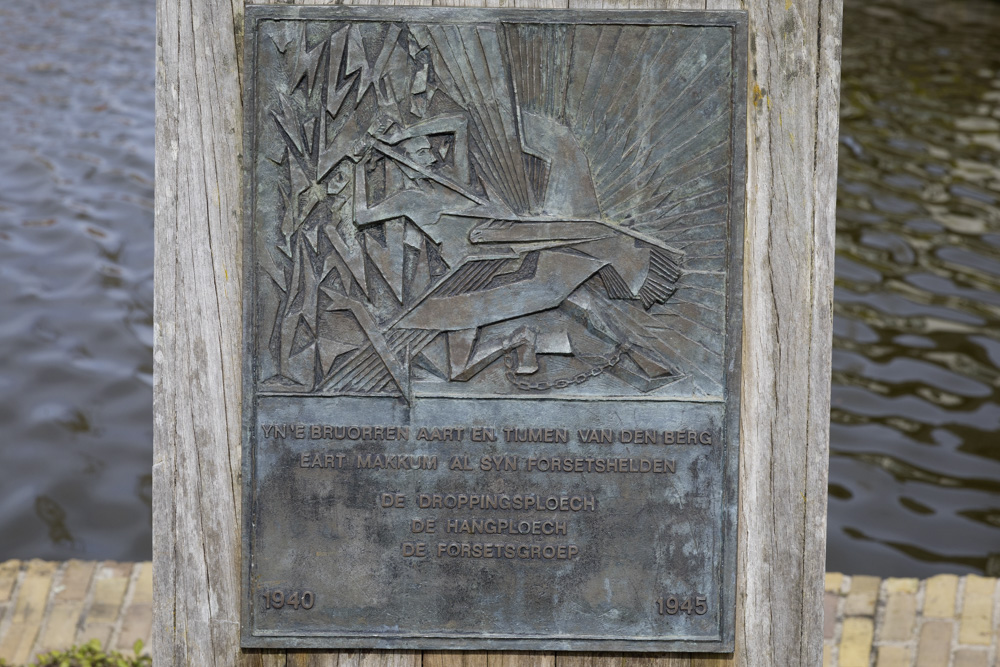 YN'E BRUORREN AART EN TIJMEN VAN DEN BERG
EART MAKKUM AL SYN FORSETSHELDEN
DE DROPPINGSPLOECH
DE HANGPLOECH
DE FORSETSGROEP
1940 1945